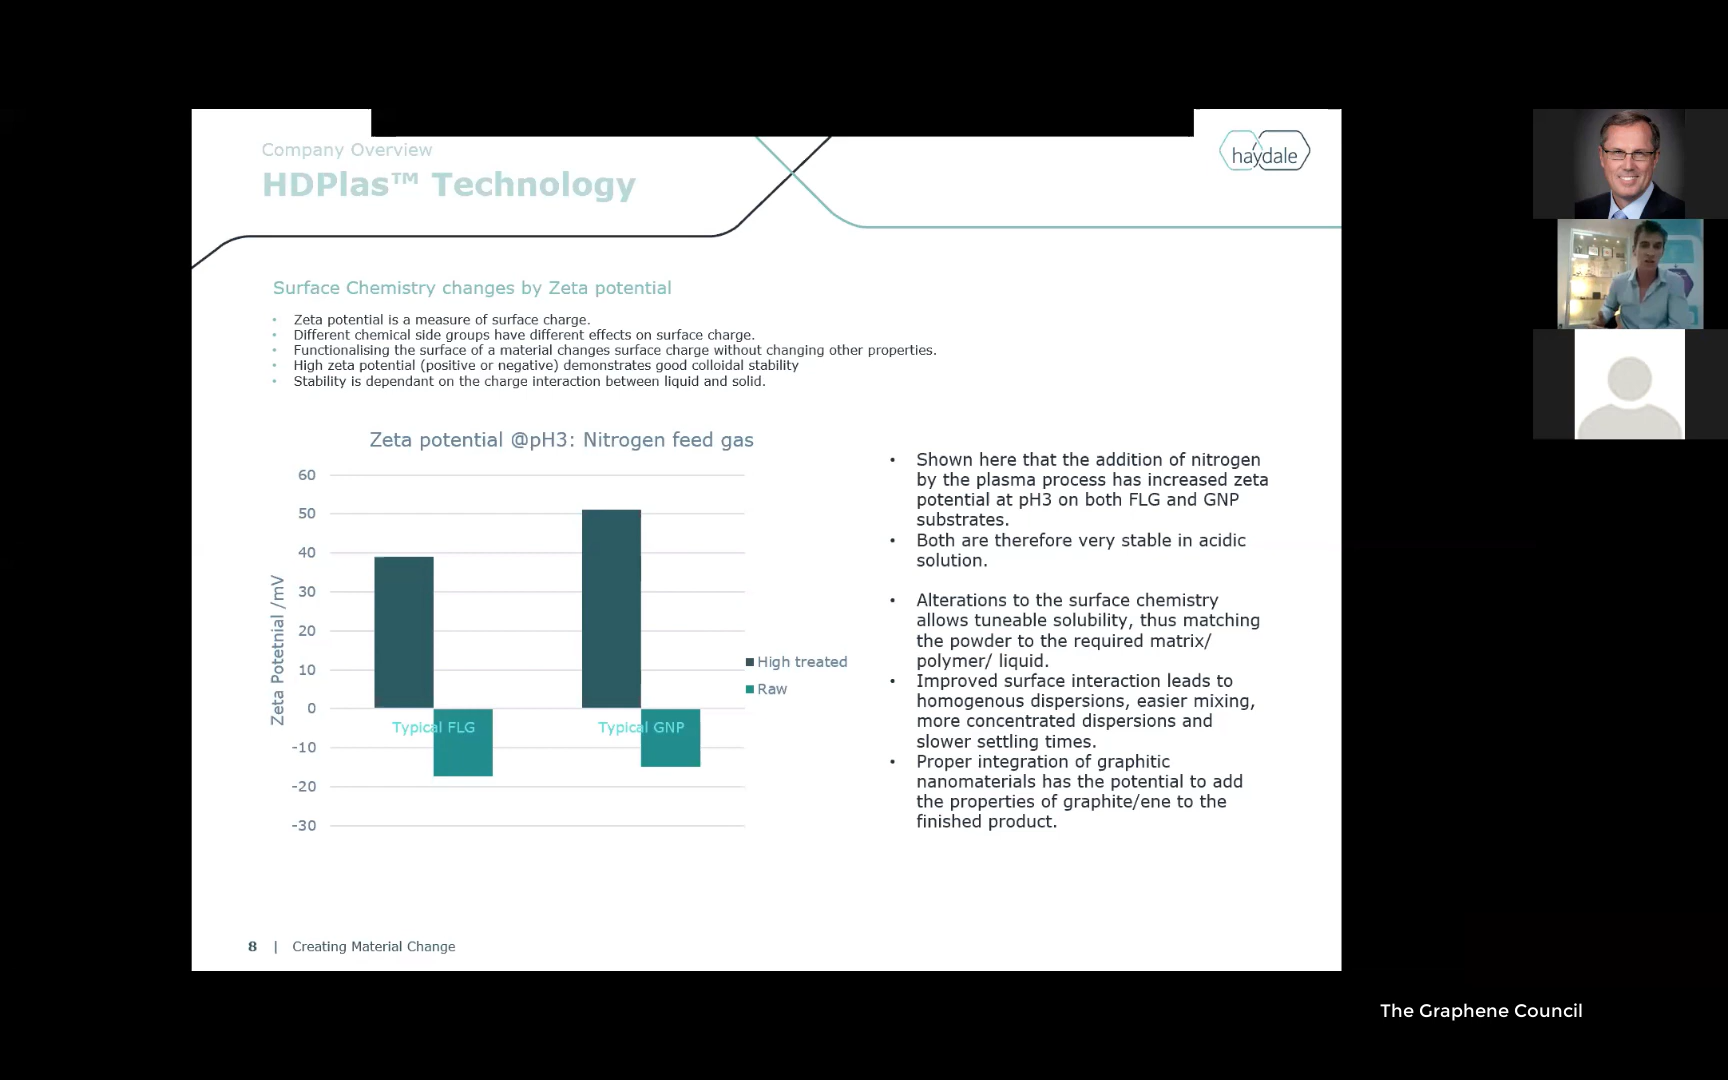 Company Overview
HDPlas™ Technology
haydale
Surface Chemistry changes by Zeta potential
• Zeta potential is a measure of surface charge.
• Different chemical side groups have different effects on surface charge.
• Functionalising the surface of a material changes surface charge without changing other properties.
• High zeta potential (positive or negative) demonstrates good colloidal stability
• Stability is dependant on the charge interaction between liquid and solid.
Zeta potential @pH3: Nitrogen feed gas
60
50
40
30
20
10
0
-10
-20
-30
Zeta Potetnial /mV
Typical FLG
Typical GNP
High treated
Raw
• Shown here that the addition of nitrogen
by the plasma process has increased zeta
potential at pH3 on both FLG and GNP
substrates.
• Both are therefore very stable in acidic
solution.
• Alterations to the surface chemistry
allows tuneable solubility, thus matching
the powder to the required matrix/
polymer/ liquid.
• Improved surface interaction leads to
homogenous dispersions, easier mixing,
more concentrated dispersions and
slower settling times.
• Proper integration of graphitic
nanomaterials has the potential to add
the properties of graphite/ene to the
finished product.
8 | Creating Material Change
The Graphene Council